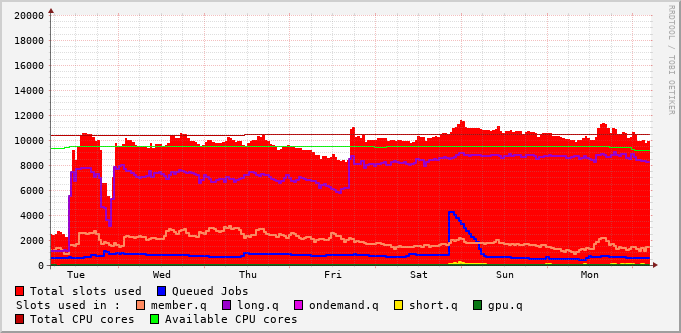 20000
18000
16000
14000
12000
10000
8000
6000
4000
2000
0
Tue Wed Thu Fri Sat Sun Mon
RRDTOOL / TOBI OETIKER
Total slots used Queued Jobs
Slots used in : member.q long.q ondemand.q short.q gpu.q
Total CPU cores Available CPU cores